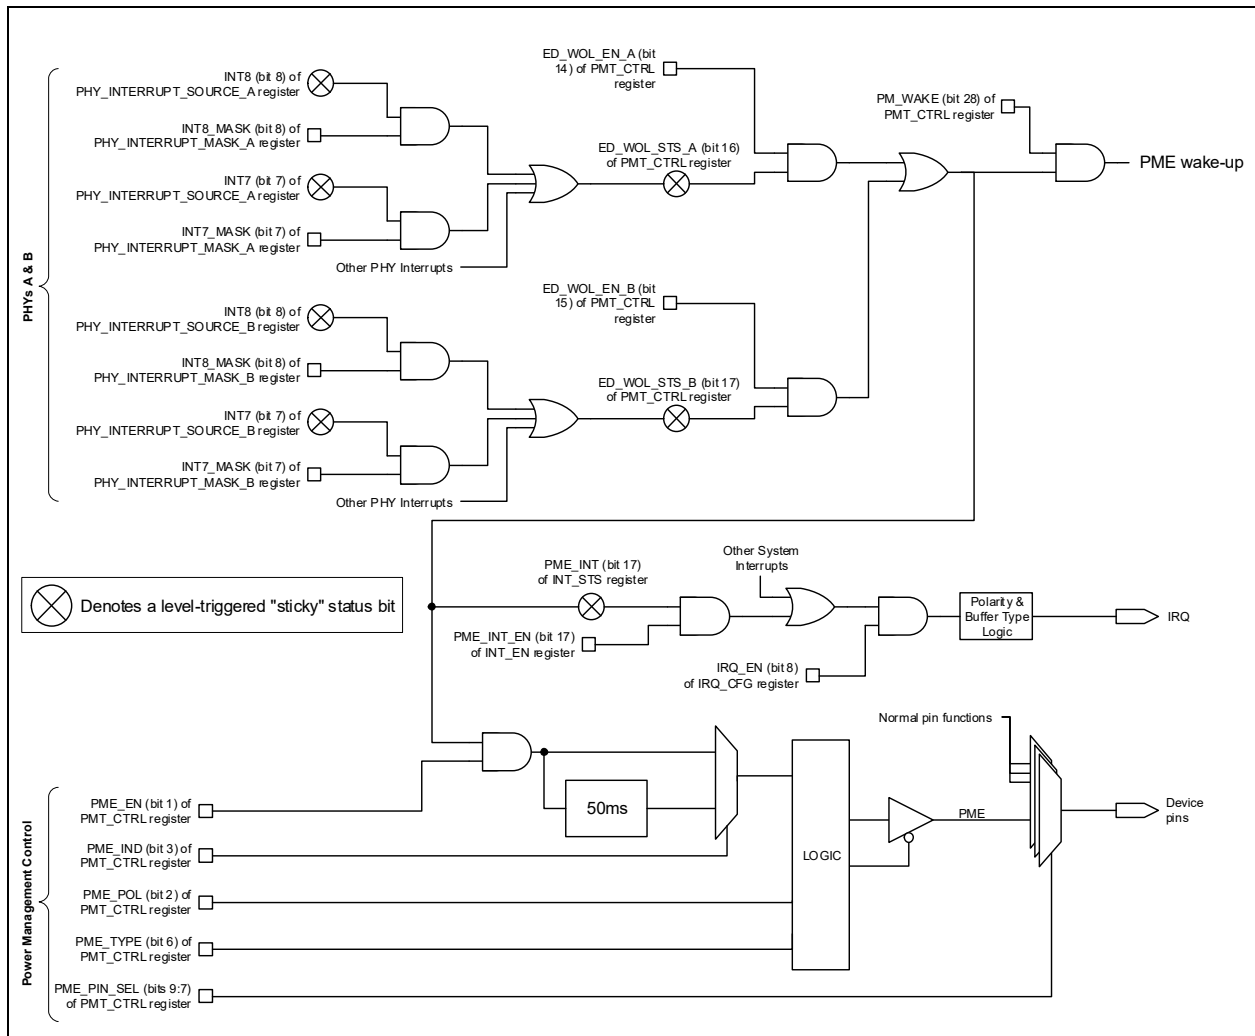 INT8 (bit 8) of
PHY_INTERRUPT_SOURCE_A register
INT8_MASK (bit 8) of
PHY_INTERRUPT_MASK_A register
INT7 (bit 7) of
PHY_INTERRUPT_SOURCE_A register
INT7_MASK (bit 7) of
PHY_INTERRUPT_MASK_A register
Other PHY Interrupts
ED_WOL_EN_A (bit
14) of PMT_CTRL
register
ED_WOL_STS_A (bit 16)
of PMT_CTRL register
PM_WAKE (bit 28) of
PMT_CTRL register
PME wake-up
PHYs A & B
INT8 (bit 8) of
PHY_INTERRUPT_SOURCE_B register
INT8_MASK (bit 8) of
PHY_INTERRUPT_MASK_B register
INT7 (bit 7) of
PHY_INTERRUPT_SOURCE_B register
INT7_MASK (bit 7) of
PHY_INTERRUPT_MASK_B register
Other PHY Interrupts
ED_WOL_EN_B (bit
15) of PMT_CTRL
register
ED_WOL_STS_B (bit 17)
of PMT_CTRL register
Denotes a level-triggered "sticky" status bit
PME_INT (bit 17)
of INT_STS register
PME_INT_EN (bit 17)
of INT_EN register
Other System
Interrupts
IRQ_EN (bit 8)
of IRQ_CFG register
Polarity &
Buffer Type
Logic
IRQ
Normal pin functions
50ms
LOGIC
PME
Device
pins
Power Management Control
PME_EN (bit 1) of
PMT_CTRL register
PME_IND (bit 3) of
PMT_CTRL register
PME_POL (bit 2) of
PMT_CTRL register
PME_TYPE (bit 6) of
PMT_CTRL register
PME_PIN_SEL (bits 9:7)
of PMT_CTRL register